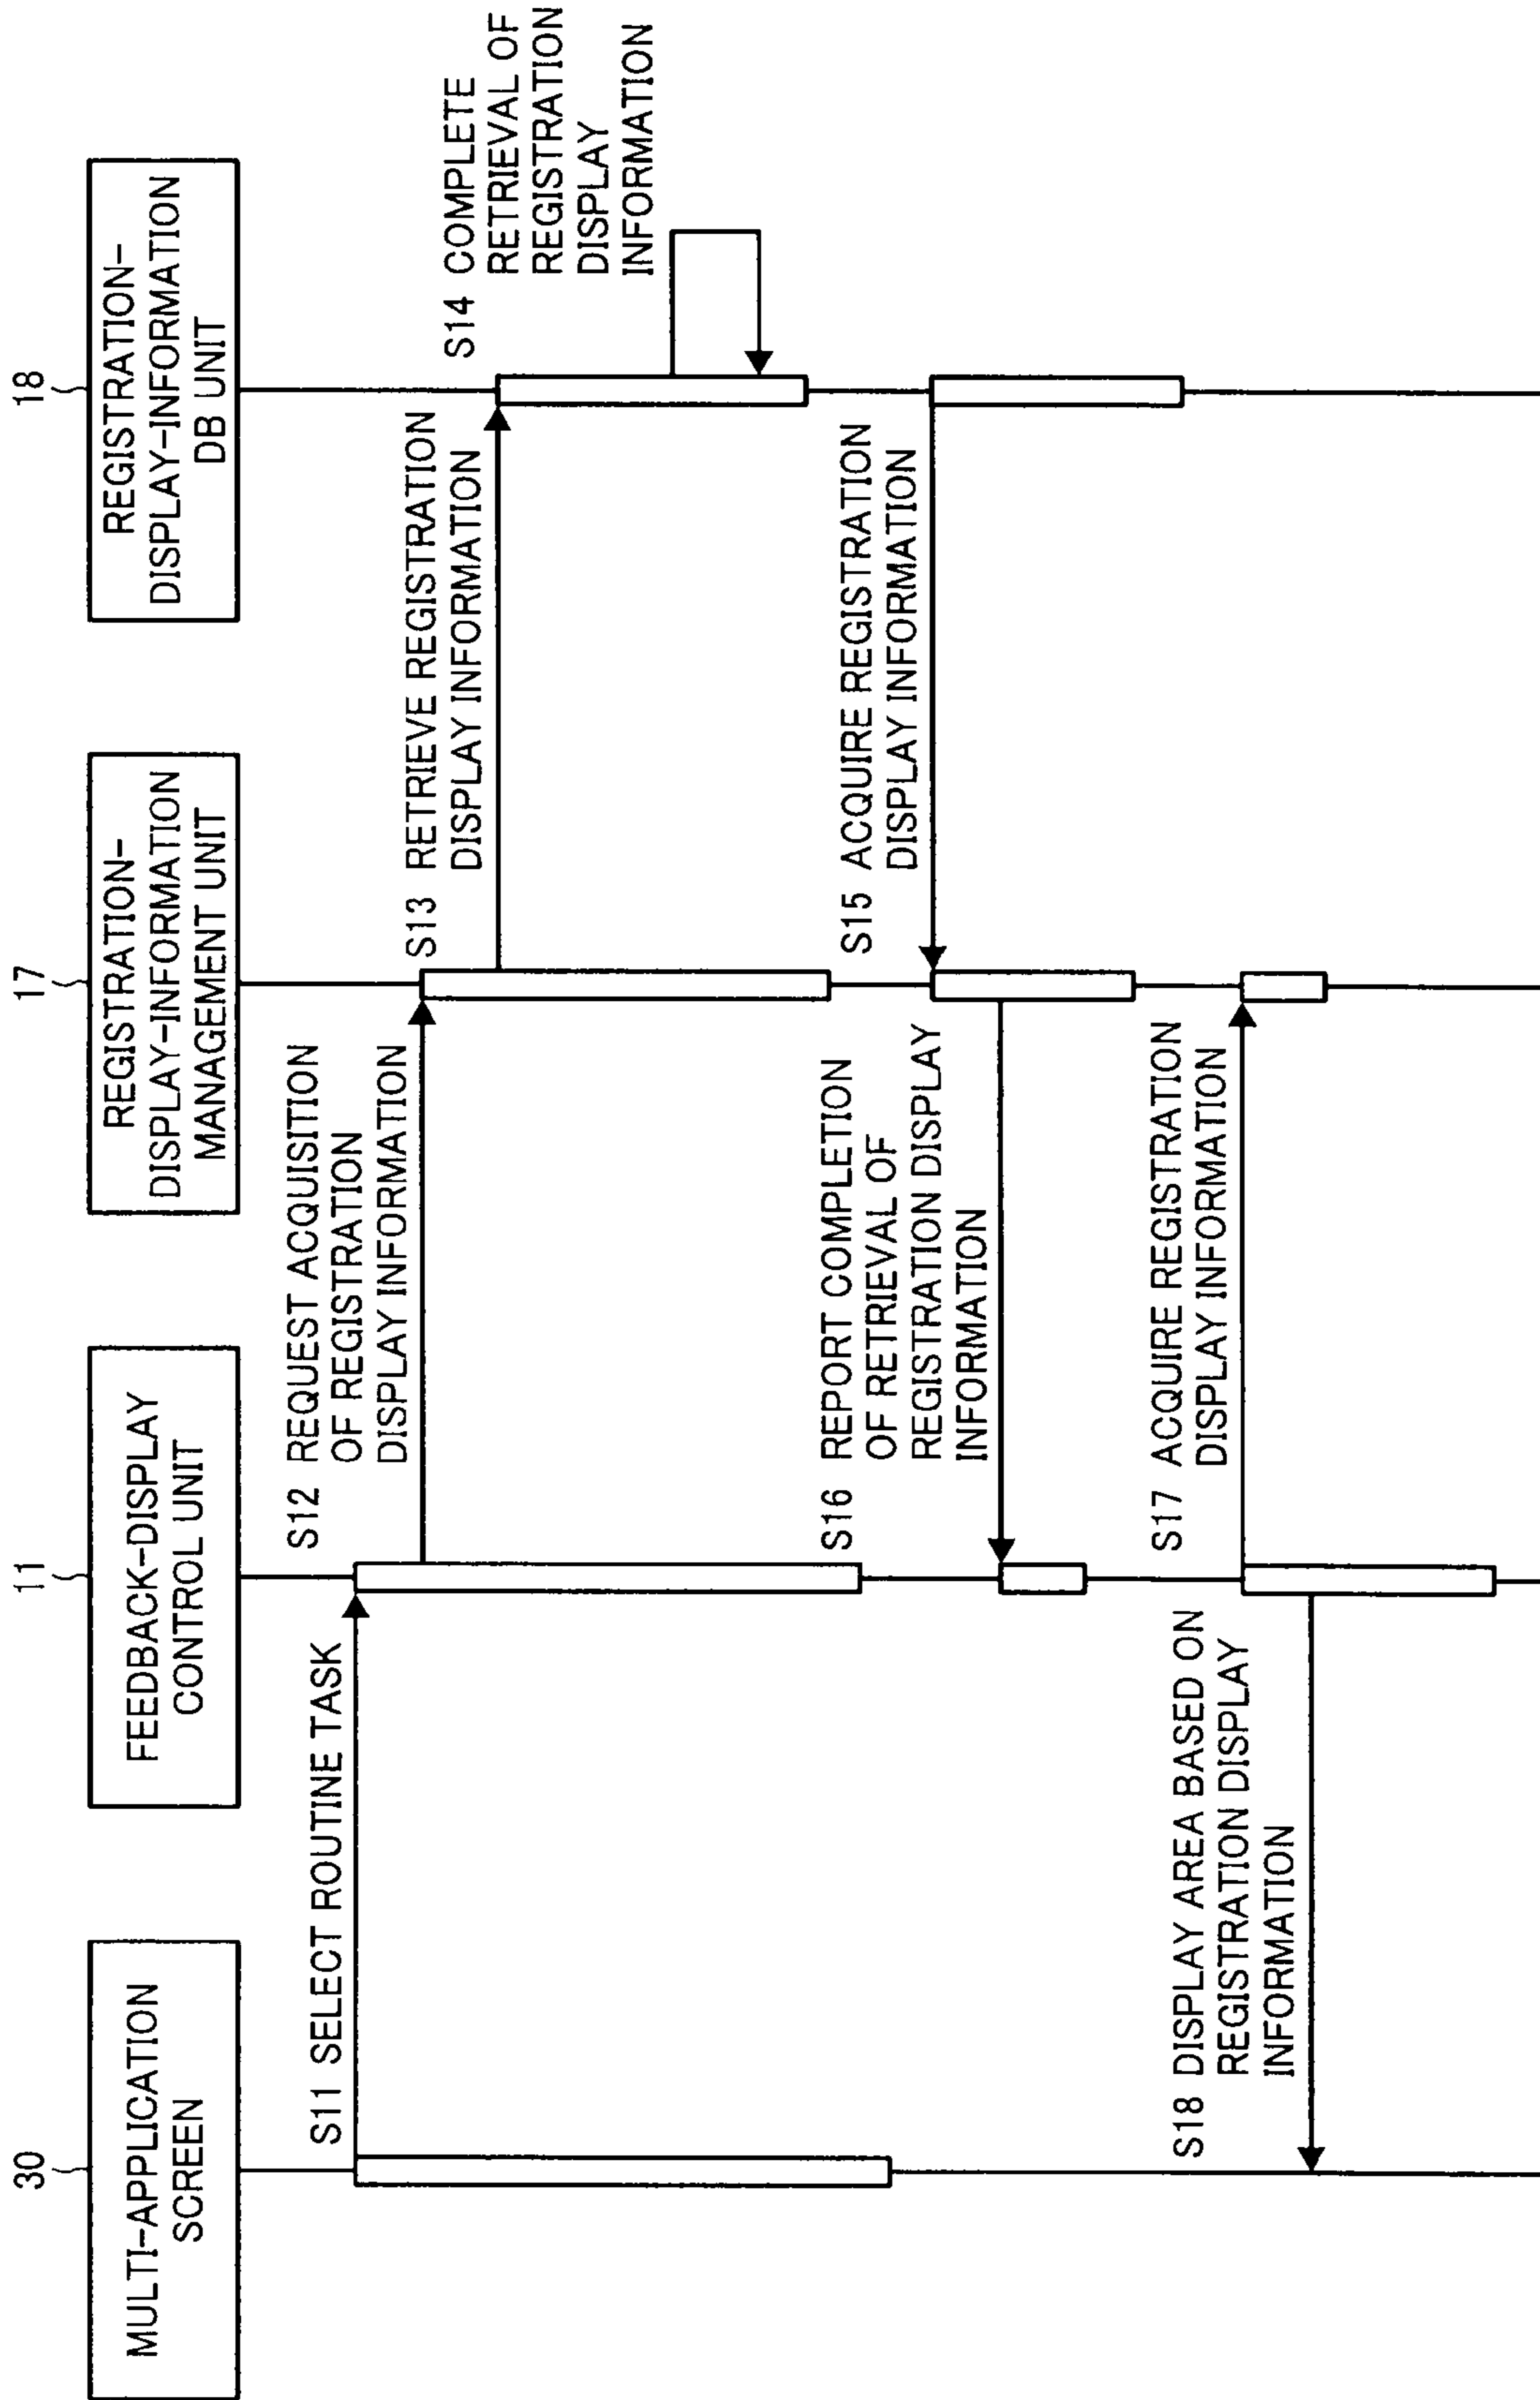 30
MULTI-APPLICATION
SCREEN
11
FEEDBACK-DISPLAY
CONTROL UNIT
17
REGISTRATION-
DISPLAY-INFORMATION
MANAGEMENT UNIT
18
REGISTRATION-
DISPLAY-INFORMATION
DB UNIT
S11 SELECT ROUTINE TASK
S12 REQUEST ACQUISITION
OF REGISTRATION
DISPLAY INFORMATION
S13 RETRIEVE REGISTRATION
DISPLAY INFORMATION
S14 COMPLETE
RETRIEVAL OF
REGISTRATION
DISPLAY
INFORMATION
S15 ACQUIRE REGISTRATION
DISPLAY INFORMATION
S16 REPORT COMPLETION
OF RETRIEVAL OF
REGISTRATION DISPLAY
INFORMATION
S17 ACQUIRE REGISTRATION
DISPLAY INFORMATION
S18 DISPLAY AREA BASED ON
REGISTRATION DISPLAY
INFORMATION